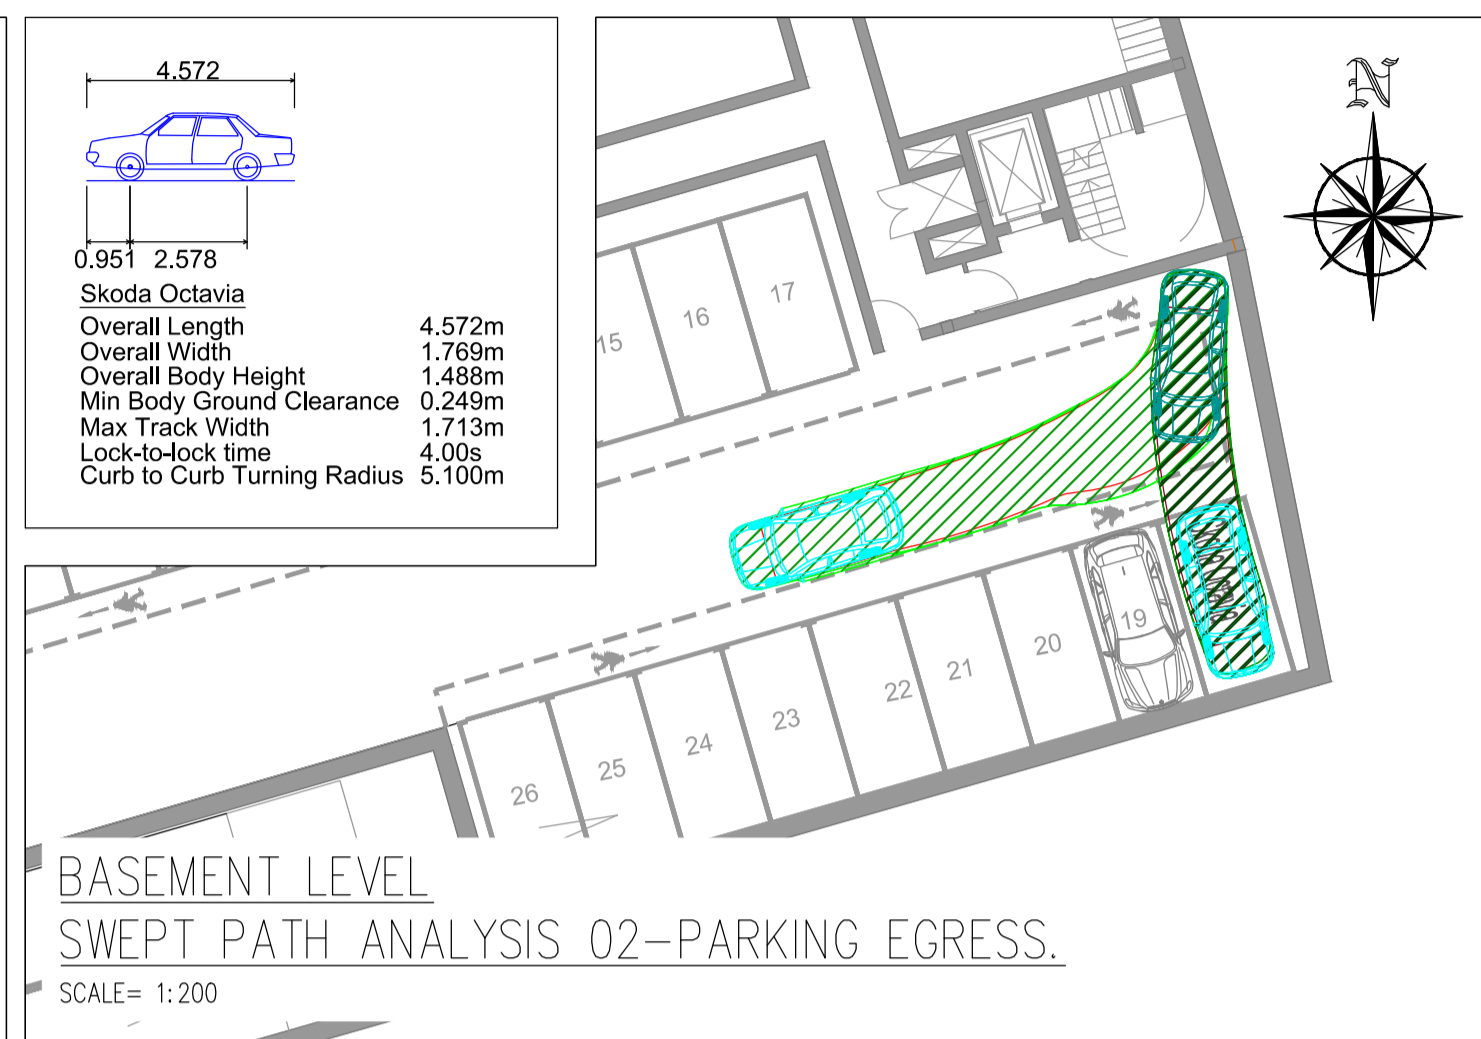 4.572
0.951 2.578
Skoda Octavia
Overall Length 4.572m
Overall Width 1.769m
Overall Body Height 1.488m
Min Body Ground Clearance 0.249m
Max Track Width 1.713m
Lock-to-lock time 4.00s
Curb to Curb Turning Radius 5.100m
N
17
16
15
19
20
21
22
23
24
25
26
BASEMENT LEVEL
SWEPT PATH ANALYSIS 02-PARKING EGRESS.
SCALE= 1:200